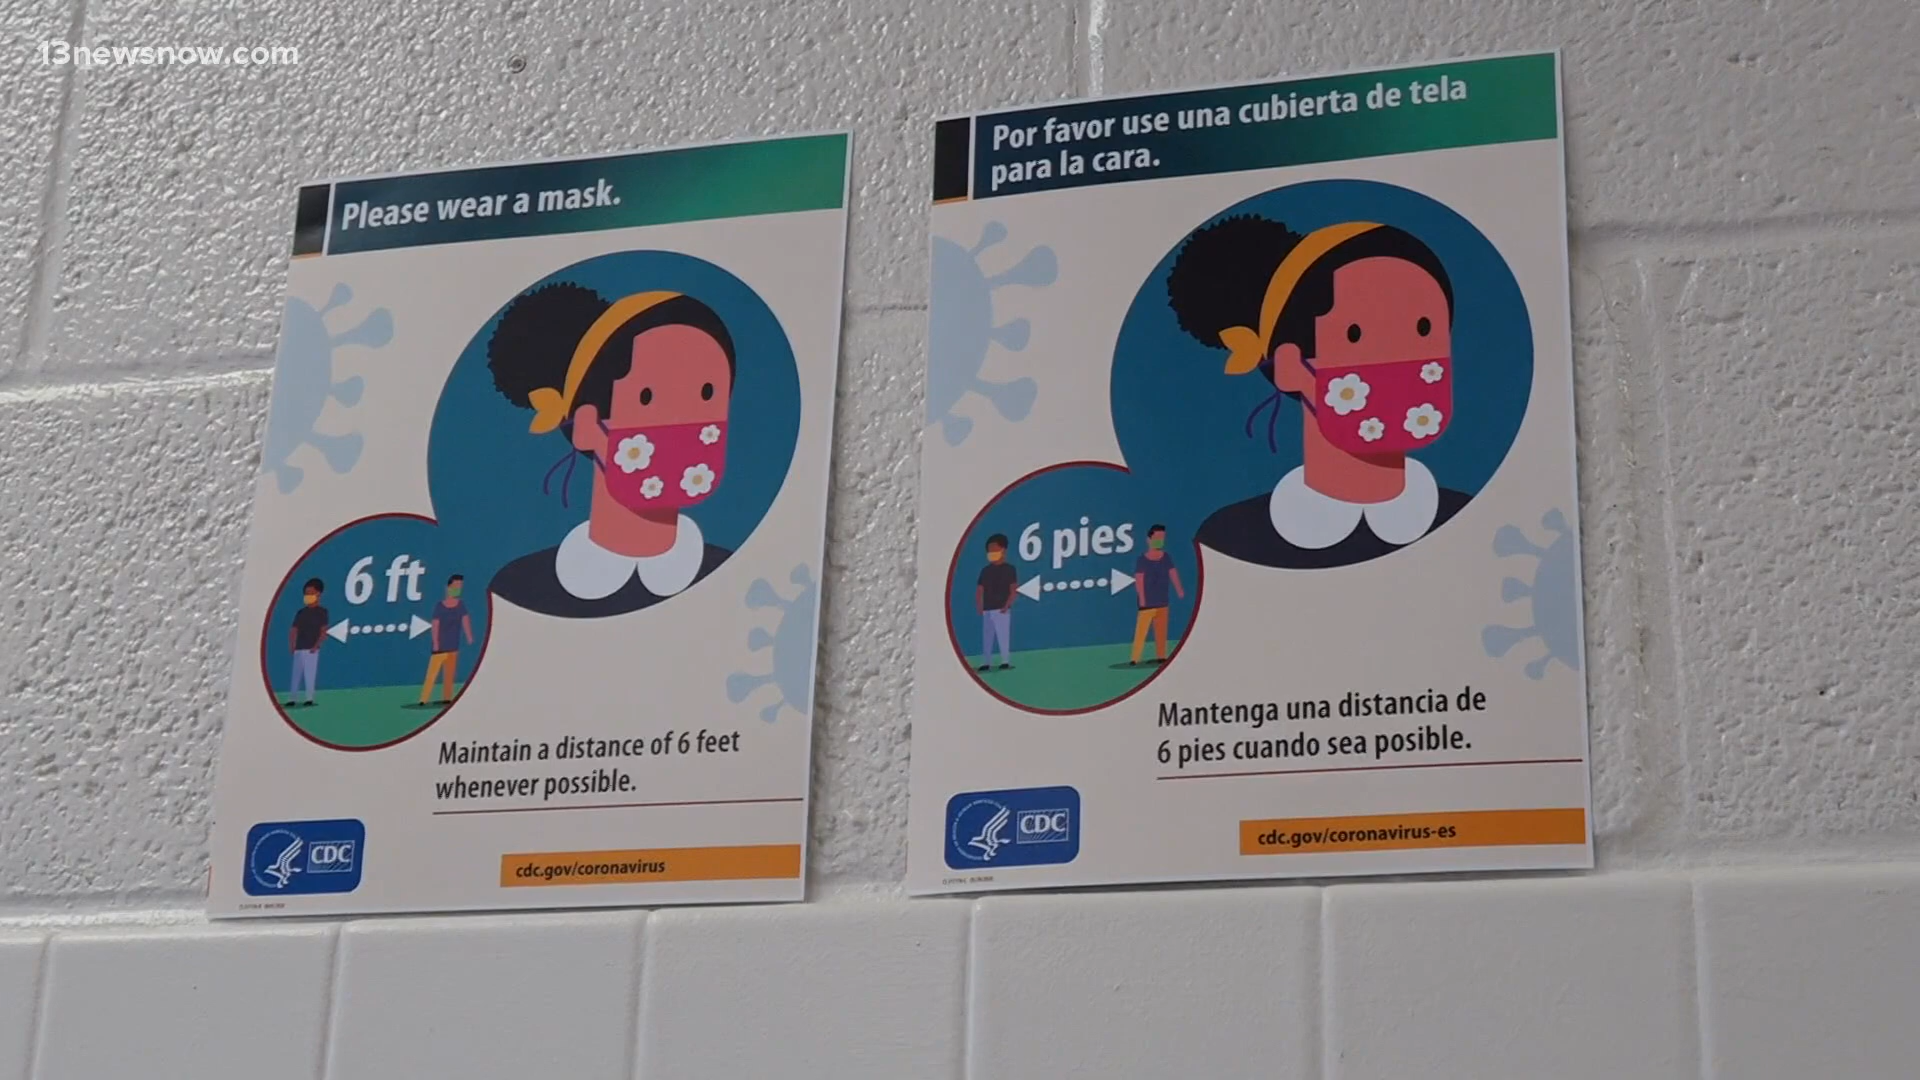 13newsnow.com
Please wear a mask.
6 ft
Maintain a distance of 6 feet
whenever possible.
CDC
cdc.gov/coronavirus
Por favor use una cubierta de tela
para la cara.
6 pies
Mantenga una distancia de
6 pies cuando sea posible.
CDC
cdc.gov/coronavirus-es